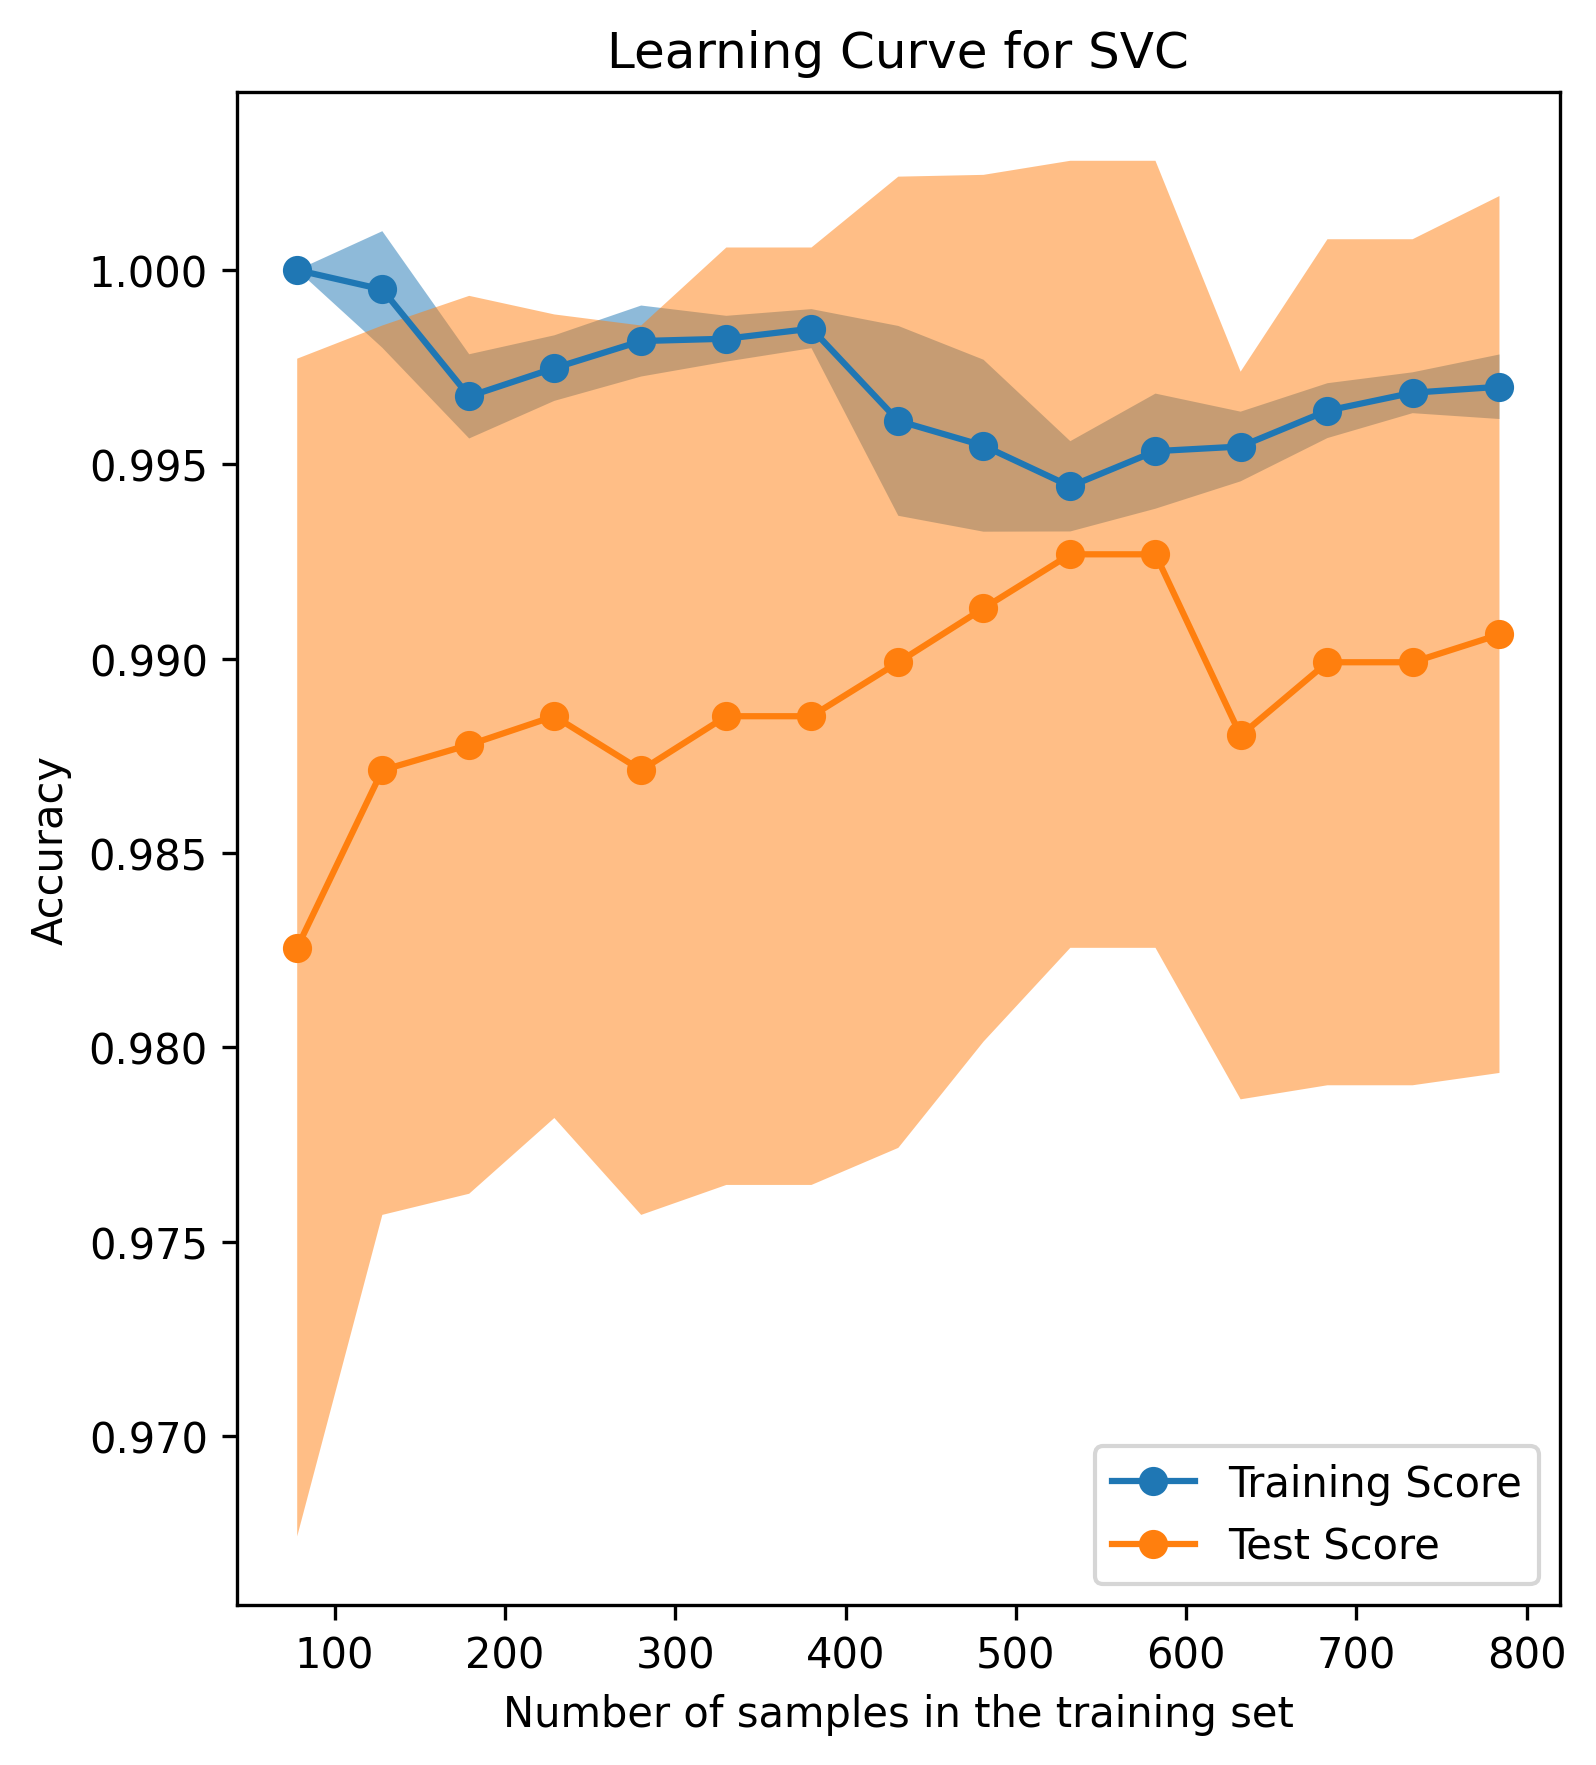 Learning Curve for SVC
1.000
0.995
0.990
0.985
0.980
0.975
0.970
Accuracy
Training Score
Test Score
100 200 300 400 500 600 700 800
Number of samples in the training set